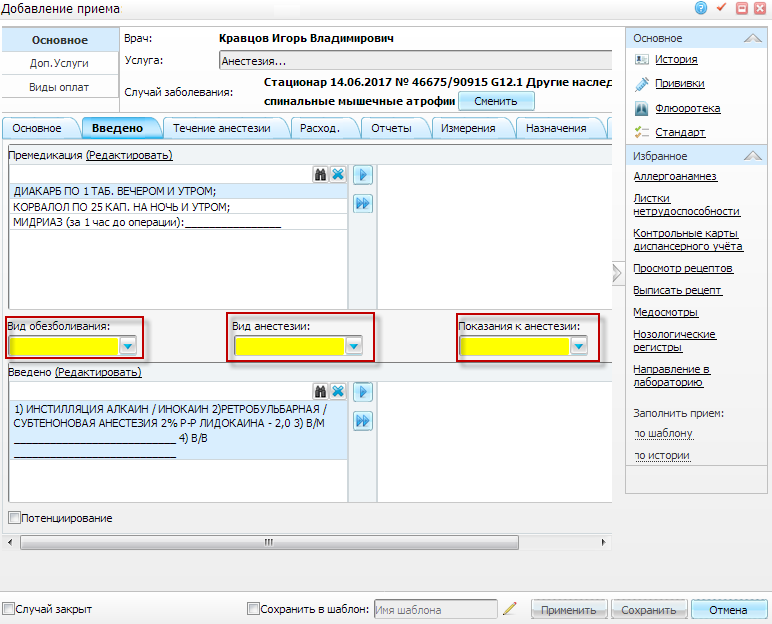 Добавление приема
Основное
Доп.Услуги
Виды оплат
Врач:
Кравцов Игорь Владимирович
Услуга:
Анестезия...
Случай заболевания:
Стационар 14.06.2017 № 46675/90915 G12.1 Другие наслед
спинальные мышечные атрофии
Сменить
Основное
Введено
Течение анестезии
Расход.
Отчеты
Измерения
Назначения
Премедикация (Редактировать)
ДИАКАРБ ПО 1 ТАБ. ВЕЧЕРОМ И УТРОМ;
КОРВАЛОЛ ПО 25 КАП. НА НОЧЬ И УТРОМ;
МИДРИАЗ (за 1 час до операции):________________
Вид обезболивания:
Вид анестезии:
Показания к анестезии:
Введено (Редактировать)
1) ИНСТИЛЛЯЦИЯ АЛКАИН / ИНОКАИН 2)РЕТРОБУЛЬБАРНАЯ /
СУБТЕНОНОВАЯ АНЕСТЕЗИЯ 2% Р-Р ЛИДОКАИНА - 2,0 3) В/М
___________________________ 4) В/В
___________________________
Потенциирование
Случай закрыт
Сохранить в шаблон:
Имя шаблона
Применить
Сохранить
Отмена
Основное
История
Прививки
Флюоротека
Стандарт
Избранное
Аллергоанамнез
Листки
нетрудоспособности
Контрольные карты
диспансерного учёта
Просмотр рецептов
Выписать рецепт
Медосмотры
Нозологические
регистры
Направление в
лабораторию
Заполнить прием:
по шаблону
по истории